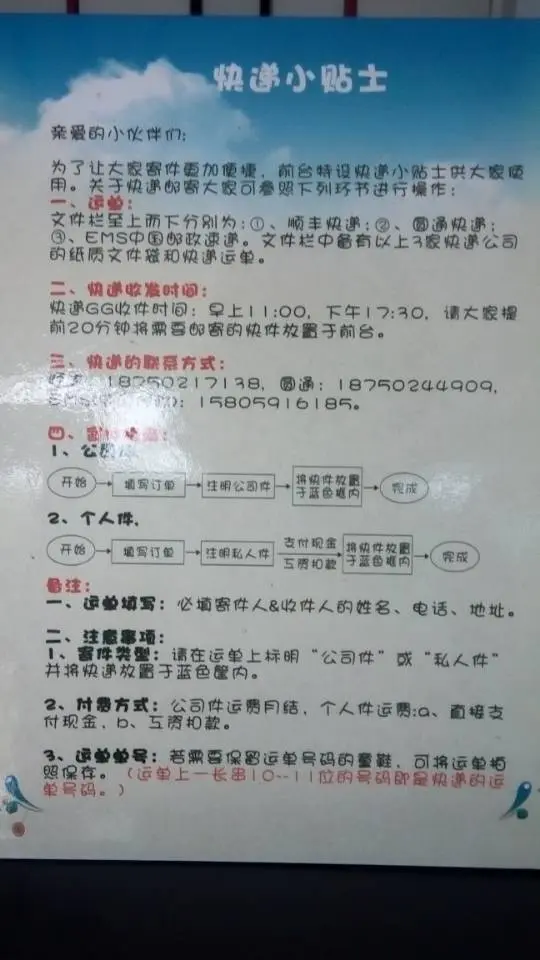 快递小贴士
亲爱的小伙伴们:
为了让大家寄件更加便捷，前台特设快递小贴士供大家使
用。关于快递邮寄大家可参照下列环节进行操作:
一、运单:
文件栏至上而下分别为:①、顺丰快递;②、圆通快递;
③、EMS中国邮政速递。文件栏中备有以上3家快递公司
的纸质文件袋和快递运单。
二、快递收发时间:
快递GG收件时间: 早上11:00, 下午17:30, 请大家提
前20分钟将需要邮寄的快件放置于前台。
三、快递的联系方式:
18250217138, 圆通: 18750244909,
EMS 15805916185。
四、
1、公司件
开始 填写订单 注明公司件 将快件放置于蓝色框内 完成
2、个人件.
开始 填写订单 注明私人件 支付现金 互资扣款 将快件放置于蓝色框内 完成
备注:
一、运单填写: 必填寄件人&收件人的姓名、电话、地址。
二、注意事项:
1、寄件类型: 请在运单上标明“公司件”或“私人件”
并将快递放置于蓝色筐内。
2、付费方式: 公司件运费月结，个人件运费:a、直接支
付现金、b、互资扣款。
3、运单单号: 若需要保留运单号码的童鞋，可将运单拍
照保存。(运单上一长串10--11位的号码即是快递的运
单号码。)